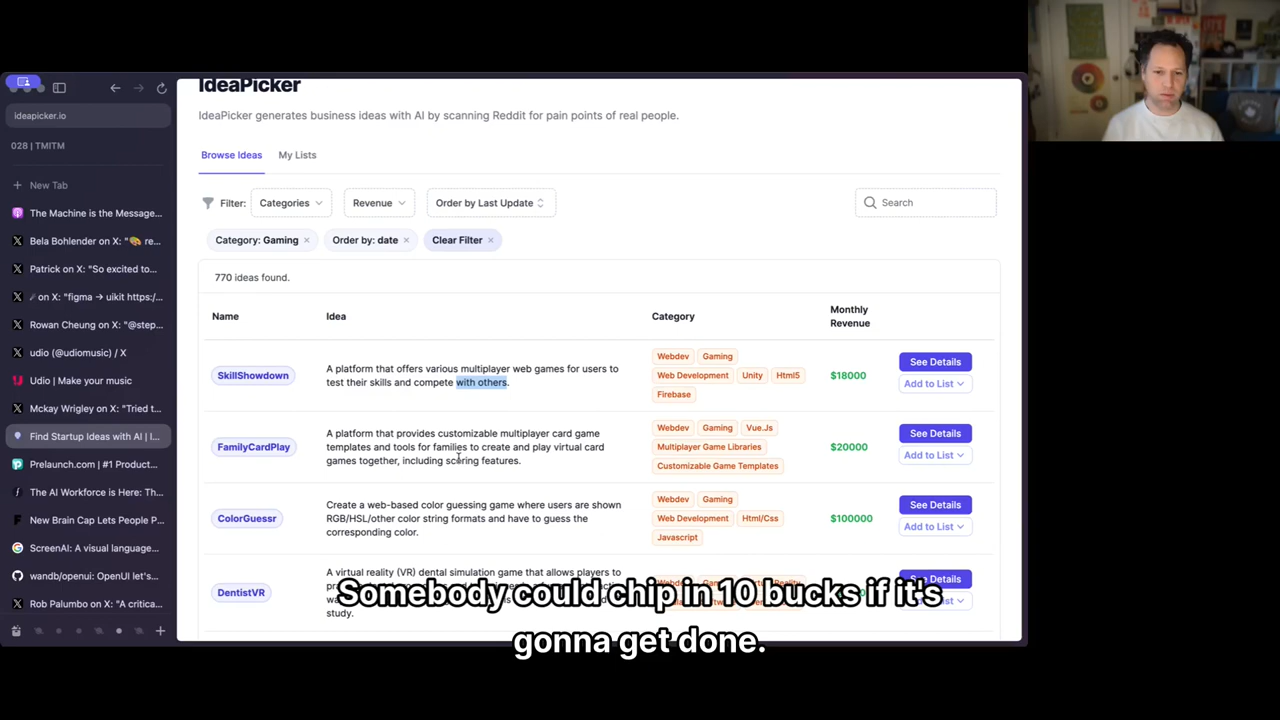 ideapicker.io
028 | TMITM
New Tab
The Machine is the Message...
Bela Bohlender on X: "🎨 re...
Patrick on X: "So excited to...
on X: "figma → uikit https:/...
Rowan Cheung on X: "@step...
udio (@udiomusic) / X
Udio | Make your music
Mckay Wrigley on X: "Tried t...
Find Startup Ideas with AI | I...
Prelaunch.com | #1 Product...
The AI Workforce is Here: Th...
New Brain Cap Lets People P...
ScreenAI: A visual language...
wandb/openui: OpenUI let's...
Rob Palumbo on X: "A critica...
IdeaPicker
IdeaPicker generates business ideas with AI by scanning Reddit for pain points of real people.
Browse Ideas My Lists
Filter: Categories Revenue Order by Last Update Search
Category: Gaming × Order by: date × Clear Filter ×
770 ideas found.
Name Idea Category Monthly
Revenue
SkillShowdown
A platform that offers various multiplayer web games for users to
test their skills and compete with others.
Webdev Gaming
Web Development Unity Html5
Firebase
$18000
See Details
Add to List
FamilyCardPlay
A platform that provides customizable multiplayer card game
templates and tools for families to create and play virtual card
games together, including scoring features.
Webdev Gaming Vue.Js
Multiplayer Game Libraries
Customizable Game Templates
$20000
See Details
Add to List
ColorGuessr
Create a web-based color guessing game where users are shown
RGB/HSL/other color string formats and have to guess the
corresponding color.
Webdev Gaming
Web Development Html/Css
Javascript
$100000
See Details
Add to List
DentistVR
A virtual reality (VR) dental simulation game that allows players to
study.
See Details
Somebody could chip in 10 bucks if it's
gonna get done.